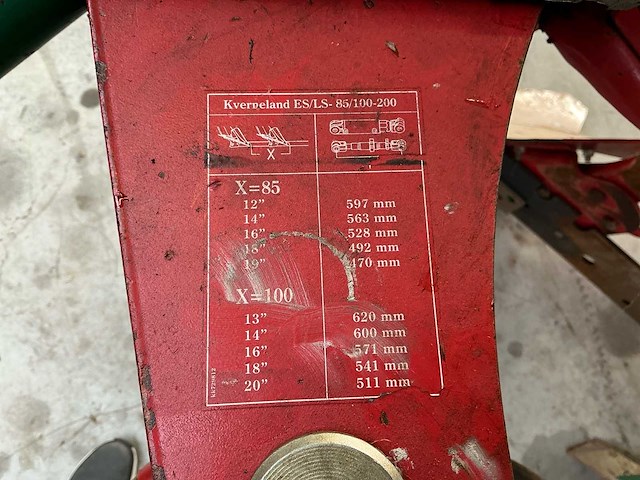 Kverneland ES/LS- 85/100-200
X
X=85
12” 597 mm
14” 563 mm
16” 528 mm
18” 492 mm
19” 470 mm
X=100
13” 620 mm
14” 600 mm
16” 571 mm
18” 541 mm
20” 511 mm